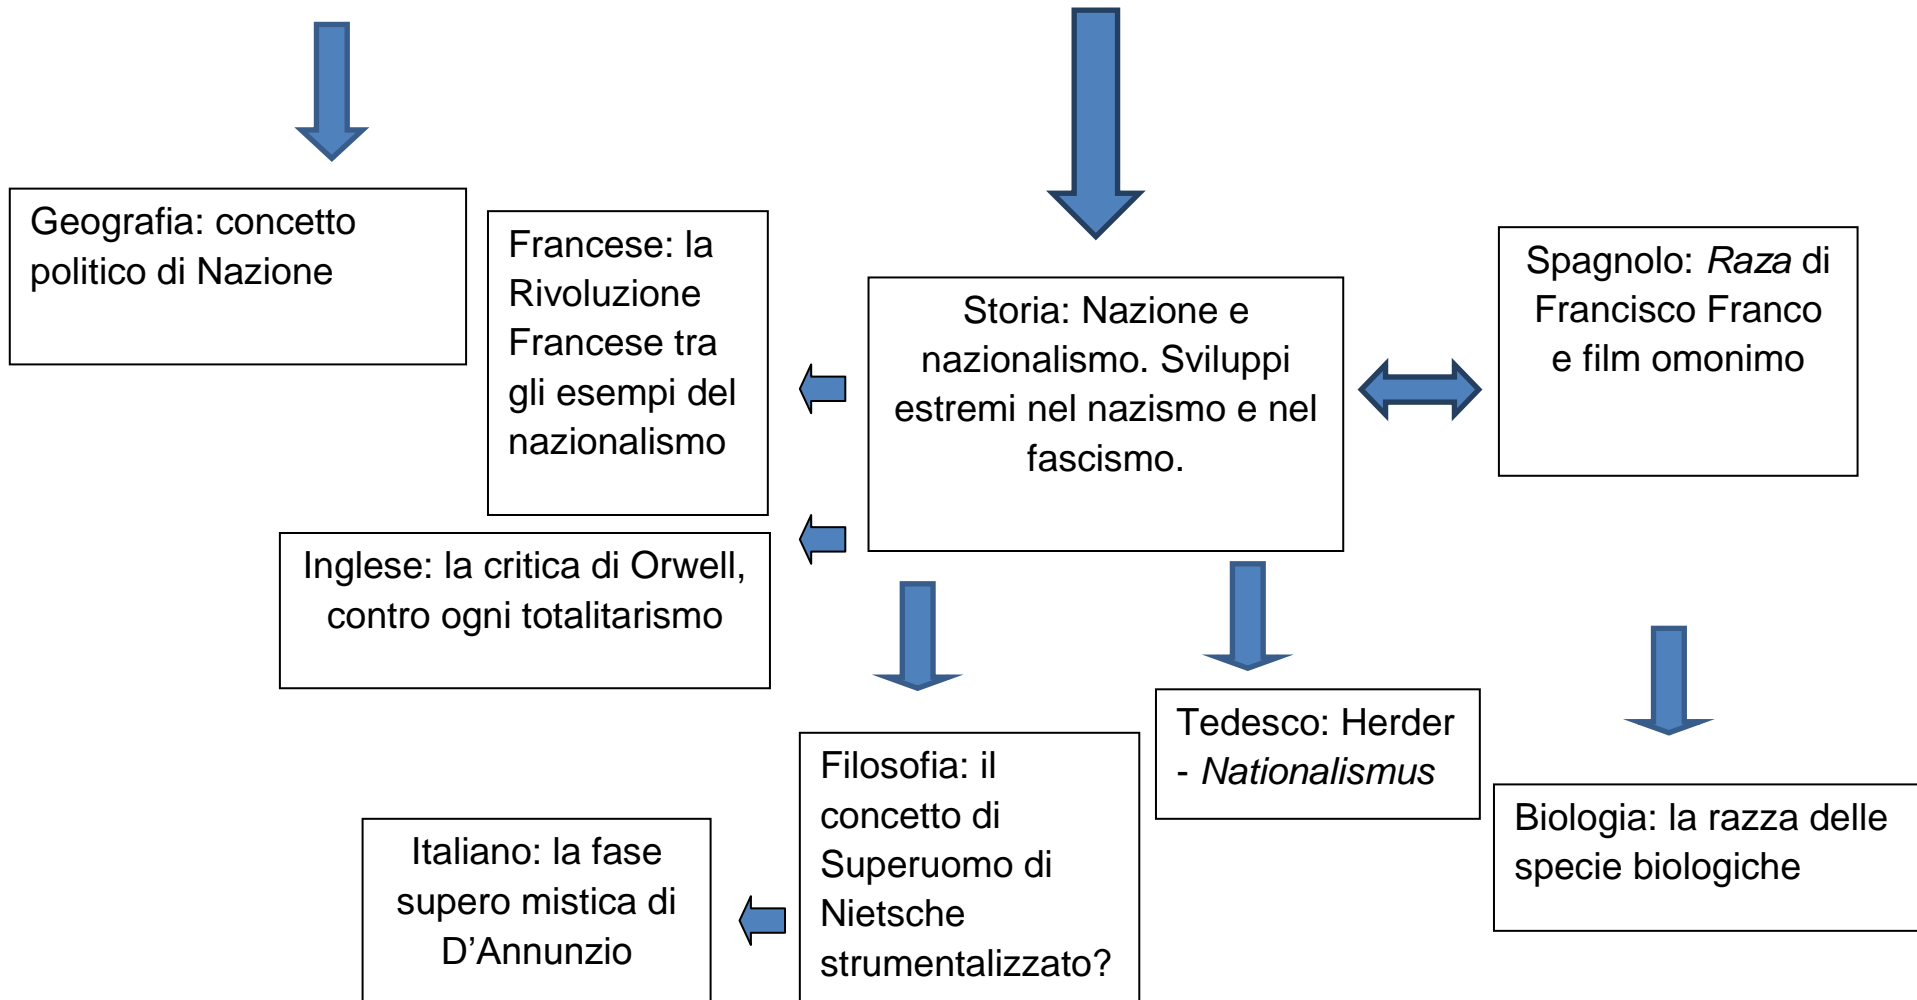 Geografia: concetto
politico di Nazione
Francese: la
Rivoluzione
Francese tra
gli esempi del
nazionalismo
Storia: Nazione e
nazionalismo. Sviluppi
estremi nel nazismo e nel
fascismo.
Spagnolo: Raza di
Francisco Franco
e film omonimo
Inglese: la critica di Orwell,
contro ogni totalitarismo
Tedesco: Herder
- Nationalismus
Filosofia: il
concetto di
Superuomo di
Nietsche
strumentalizzato?
Biologia: la razza delle
specie biologiche
Italiano: la fase
supero mistica di
D’Annunzio